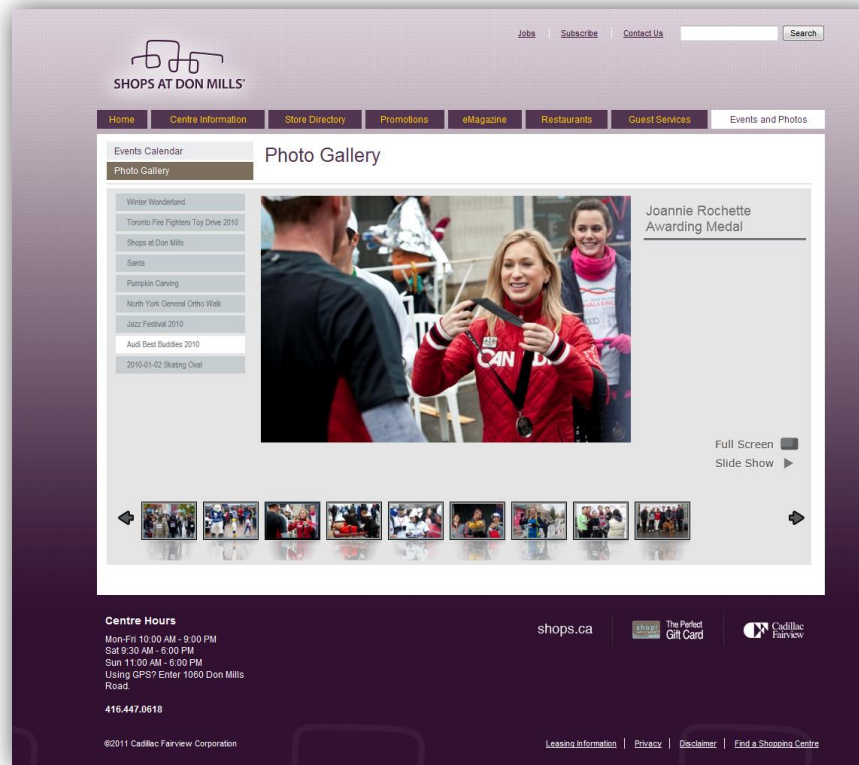 Jobs
Subscribe
Contact Us
Search
SHOPS AT DON MILLS
Home
Centre Information
Store Directory
Promotions
eMagazine
Restaurants
Guest Services
Events and Photos
Events Calendar
Photo Gallery
Photo Gallery
Winter Wonderland
Toronto Fire Fighters Toy Drive 2010
Shops at Don Mills
Santa
Pumpkin Carving
North York General Ortho Walk
Jazz Festival 2010
Audi Best Buddies 2010
2010-01-02 Skating Oval
CAN DA
Joannie Rochette
Awarding Medal
Full Screen
Slide Show
Centre Hours
Mon-Fri 10:00 AM - 9:00 PM
Sat 9:30 AM - 6:00 PM
Sun 11:00 AM - 6:00 PM
Using GPS? Enter 1060 Don Mills
Road.
416.447.0618
shops.ca
shop!
The Perfect
Gift Card
Cadillac
Fairview
©2011 Cadillac Fairview Corporation
Leasing Information
Privacy
Disclaimer
Find a Shopping Centre